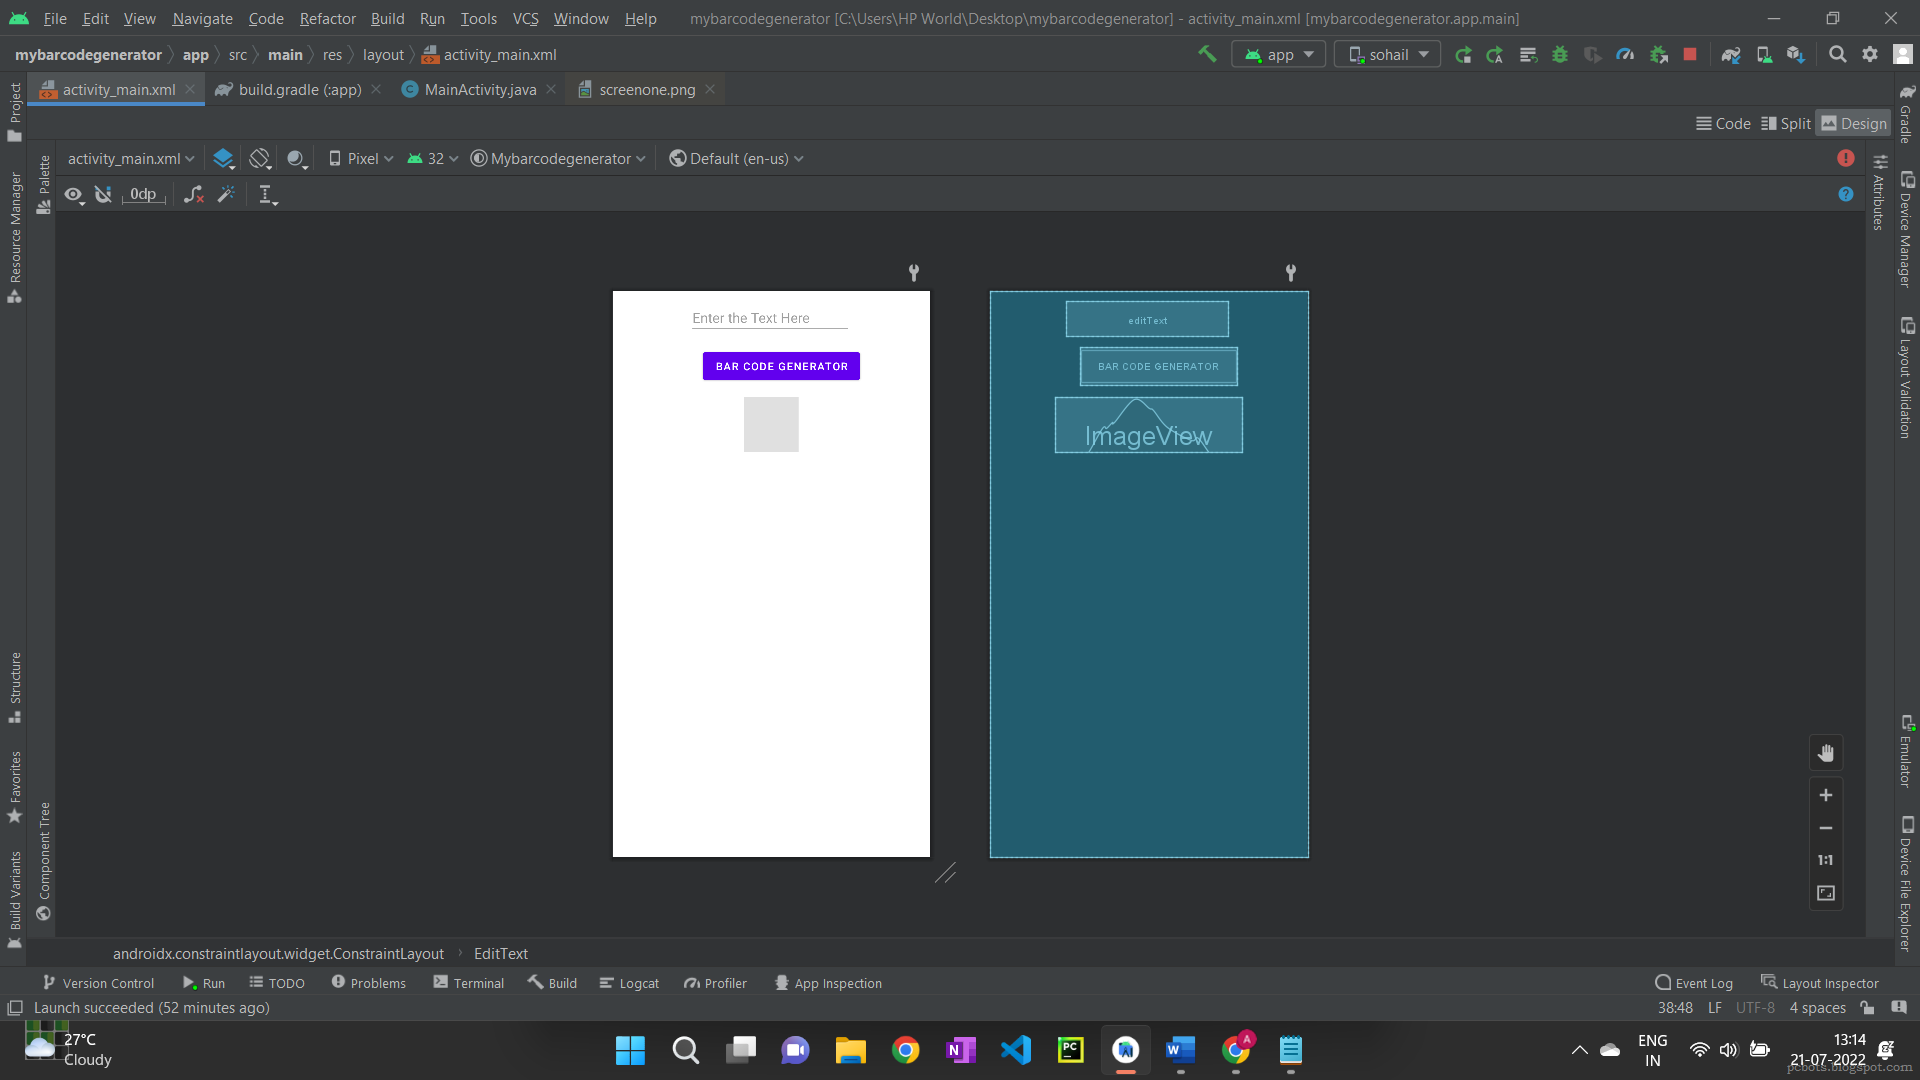 File Edit View Navigate Code Refactor Build Run Tools VCS Window Help mybarcodegenerator [C:\Users\HP World\Desktop\mybarcodegenerator] - activity_main.xml [mybarcodegenerator.app.main]
mybarcodegenerator app src main res layout activity_main.xml app sohail
activity_main.xml build.gradle (:app) MainActivity.java screenone.png
Code Split Design
activity_main.xml Pixel 32 Mybarcodegenerator Default (en-us)
0dp
Project
Resource Manager
Structure
Favorites
Build Variants
Palette
Component Tree
Enter the Text Here
BAR CODE GENERATOR
editText
BAR CODE GENERATOR
ImageView
1:1
Attributes
Gradle
Device Manager
Layout Validation
Emulator
Device File Explorer
androidx.constraintlayout.widget.ConstraintLayout EditText
Version Control Run TODO Problems Terminal Build Logcat Profiler App Inspection Event Log Layout Inspector
Launch succeeded (52 minutes ago) 38:48 LF UTF-8 4 spaces
27°C
Cloudy
ENG
IN
13:14
21-07-2022
pcbots.blogspot.com